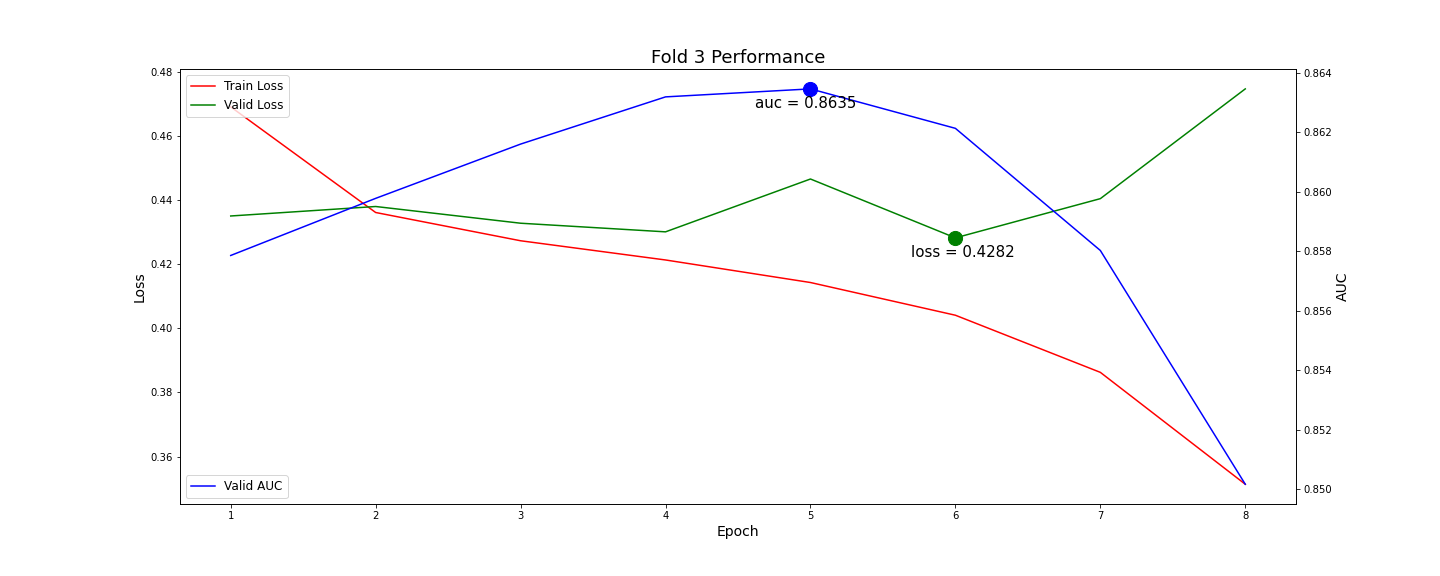 Fold 3 Performance
Train Loss
Valid Loss
Valid AUC
auc = 0.8635
loss = 0.4282
Loss
0.48
0.46
0.44
0.42
0.40
0.38
0.36
AUC
0.864
0.862
0.860
0.858
0.856
0.854
0.852
0.850
1 2 3 4 5 6 7 8
Epoch